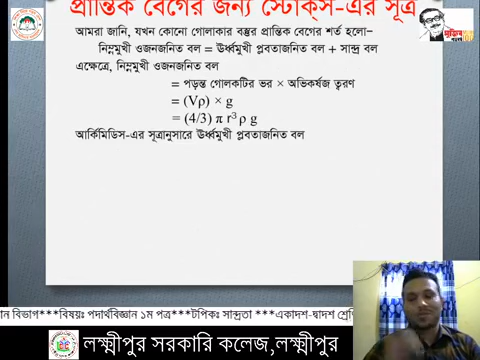 প্রান্তিক বেগের জন্য স্টোক্‌স-এর সূত্র
আমরা জানি, যখন কোনো গোলাকার বস্তুর প্রান্তিক বেগের শর্ত হলো–
নিম্নমুখী ওজনজনিত বল = ঊর্ধ্বমুখী প্লবতাজনিত বল + সান্দ্র বল
এক্ষেত্রে, নিম্নমুখী ওজনজনিত বল
= পড়ন্ত গোলকটির ভর × অভিকর্ষজ ত্বরণ
= (Vρ) × g
= (4/3) π r³ ρ g
আর্কিমিডিস-এর সূত্রানুসারে ঊর্ধ্বমুখী প্লবতাজনিত বল
ন বিভাগ***বিষয়ঃ পদার্থবিজ্ঞান ১ম পত্র***টপিকঃ সান্দ্রতা ***একাদশ-দ্বাদশ শ্রেণি
লক্ষ্মীপুর সরকারি কলেজ,লক্ষ্মীপুর